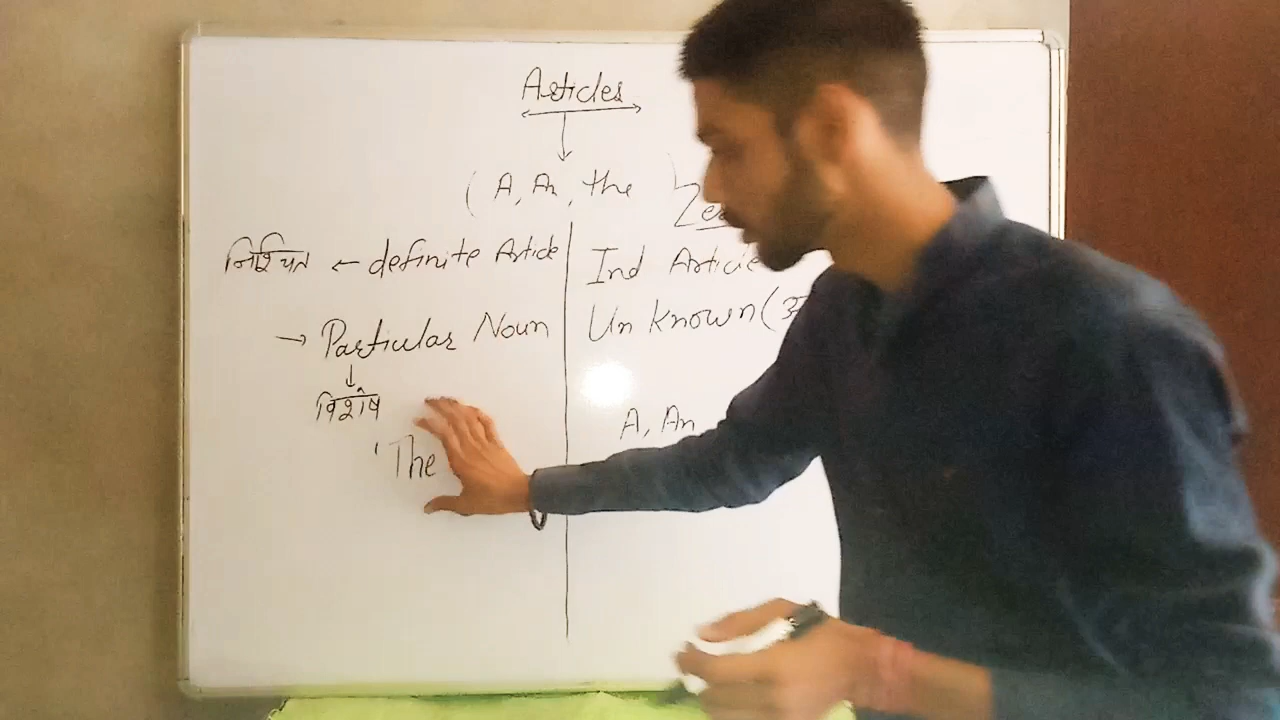 Articles
( A, An, the
निश्चित ← definite Article
→ Particular Noun
↓
विशेष
'The
Ind Article
Un known (
A, An